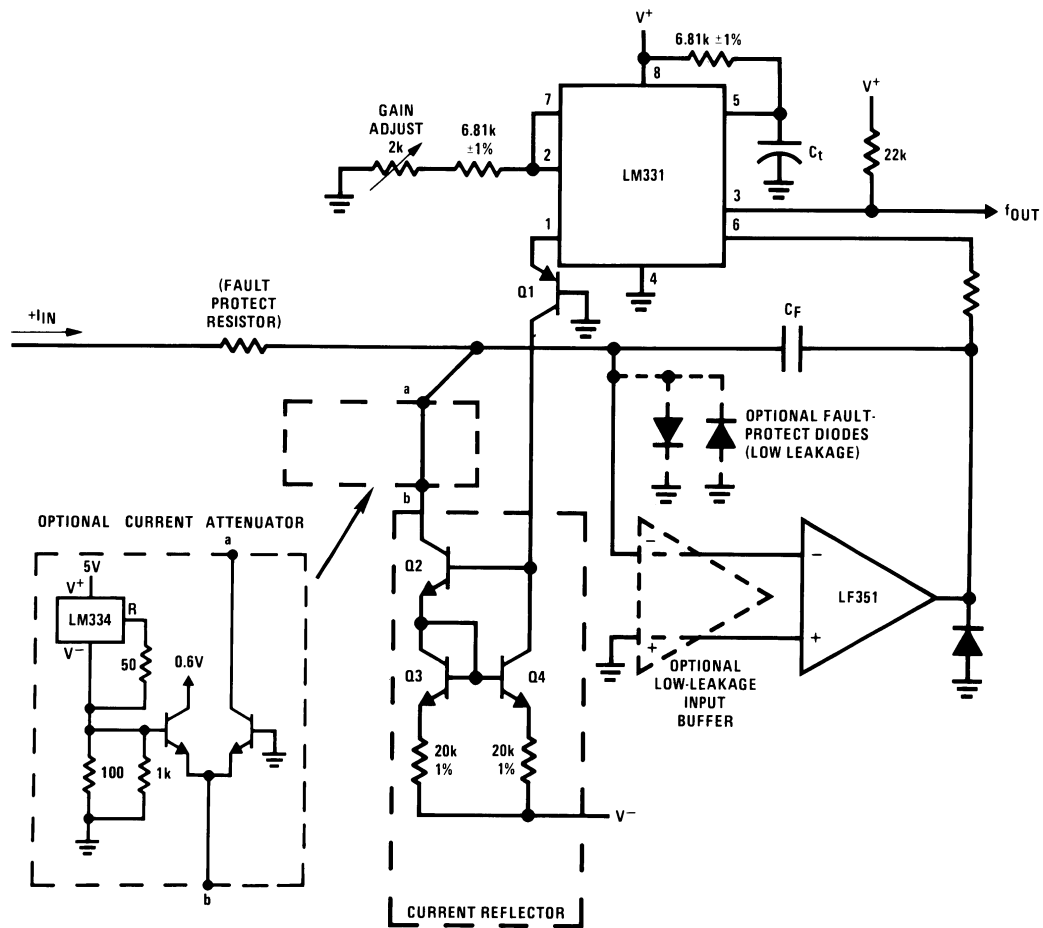 V+
6.81k ±1%
8
7
5
V+
GAIN
ADJUST
2k
6.81k
±1%
2
LM331
Ct
22k
3
fOUT
1
6
4
Q1
(FAULT
PROTECT
RESISTOR)
+IIN
CF
a
OPTIONAL FAULT-
PROTECT DIODES
(LOW LEAKAGE)
b
OPTIONAL CURRENT ATTENUATOR
a
5V
V+
LM334
R
V−
50
0.6V
100
1k
b
Q2
Q3
Q4
20k
1%
20k
1%
V−
CURRENT REFLECTOR
−
+
OPTIONAL
LOW-LEAKAGE
INPUT
BUFFER
−
LF351
+